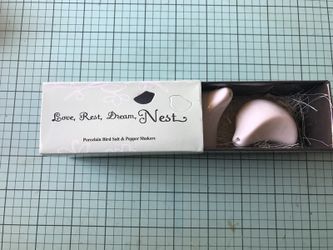 Love, Rest, Dream, Nest
Porcelain Bird Salt & Pepper Shakers